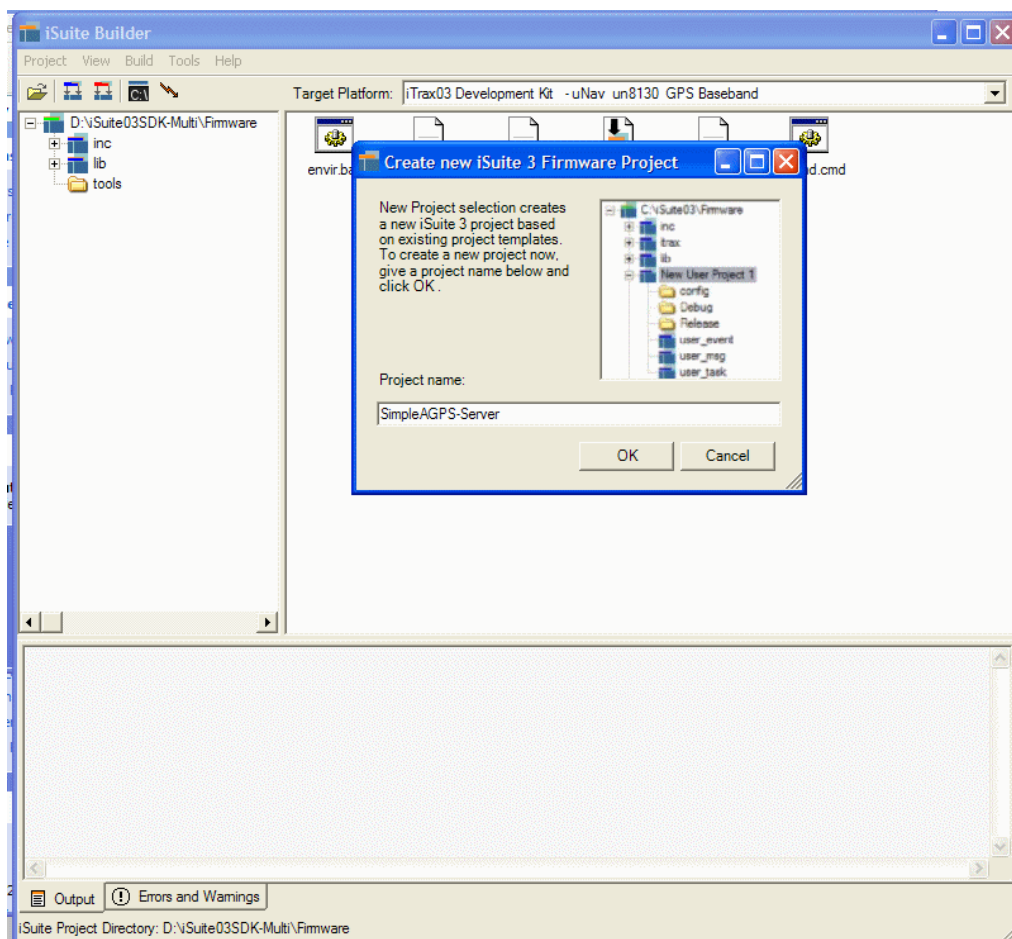 iSuite Builder
Project View Build Tools Help
C:\
Target Platform: iTrax03 Development Kit - uNav un8130 GPS Baseband
D:\iSuite03SDK-Multi\Firmware
inc
lib
tools
Create new iSuite 3 Firmware Project
New Project selection creates
a new iSuite 3 project based
on existing project templates.
To create a new project now,
give a project name below and
click OK .
C:\iSuite03\Firmware
inc
itrax
lib
New User Project 1
config
Debug
Release
user_event
user_msg
user_task
Project name:
SimpleAGPS-Server
OK Cancel
Output Errors and Warnings
iSuite Project Directory: D:\iSuite03SDK-Multi\Firmware